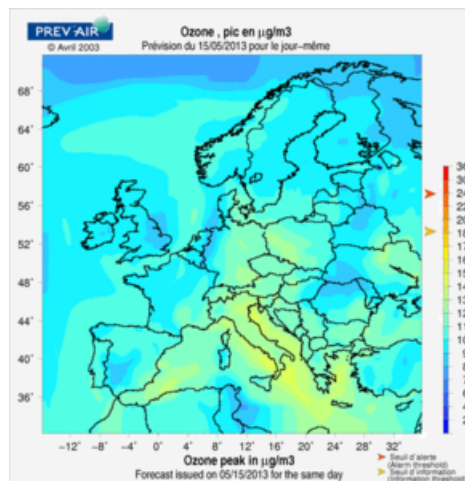 PREV'AIR
© Avril 2003
Ozone , pic en µg/m3
Prévision du 15/05/2013 pour le jour-même
68°
64°
60°
56°
52°
48°
44°
40°
36°
-12° -8° -4° 0° 4° 8° 12° 16° 20° 24° 28° 32°
Ozone peak in µg/m3
Forecast issued on 05/15/2013 for the same day
Seuil d'alerte
(Alarm threshold)
Seuil d'information
(Information threshold)